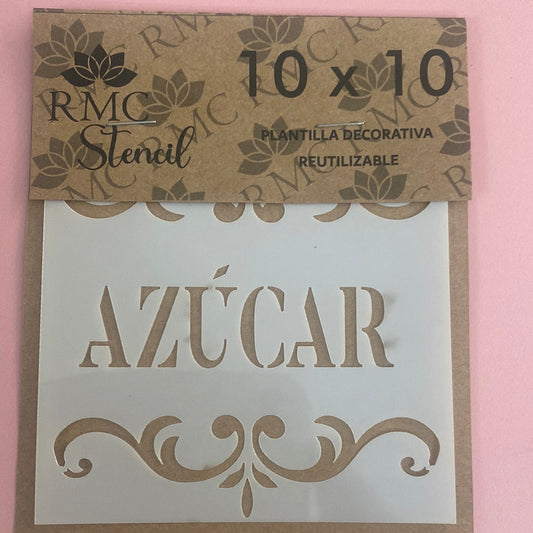 RMC
Stencil
10 x 10
PLANTILLA DECORATIVA
REUTILIZABLE
AZÚCAR